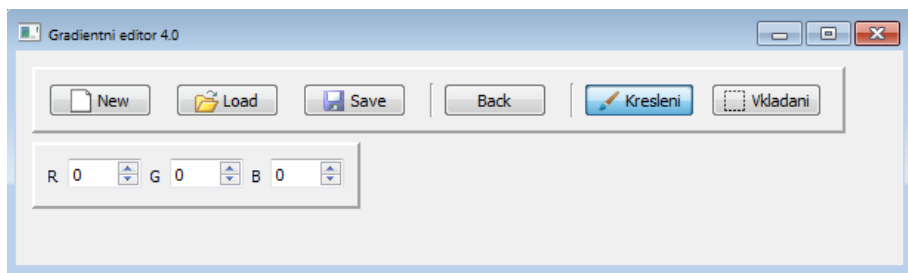 Gradientni editor 4.0
New Load Save Back Kresleni Vkladani
R 0 G 0 B 0